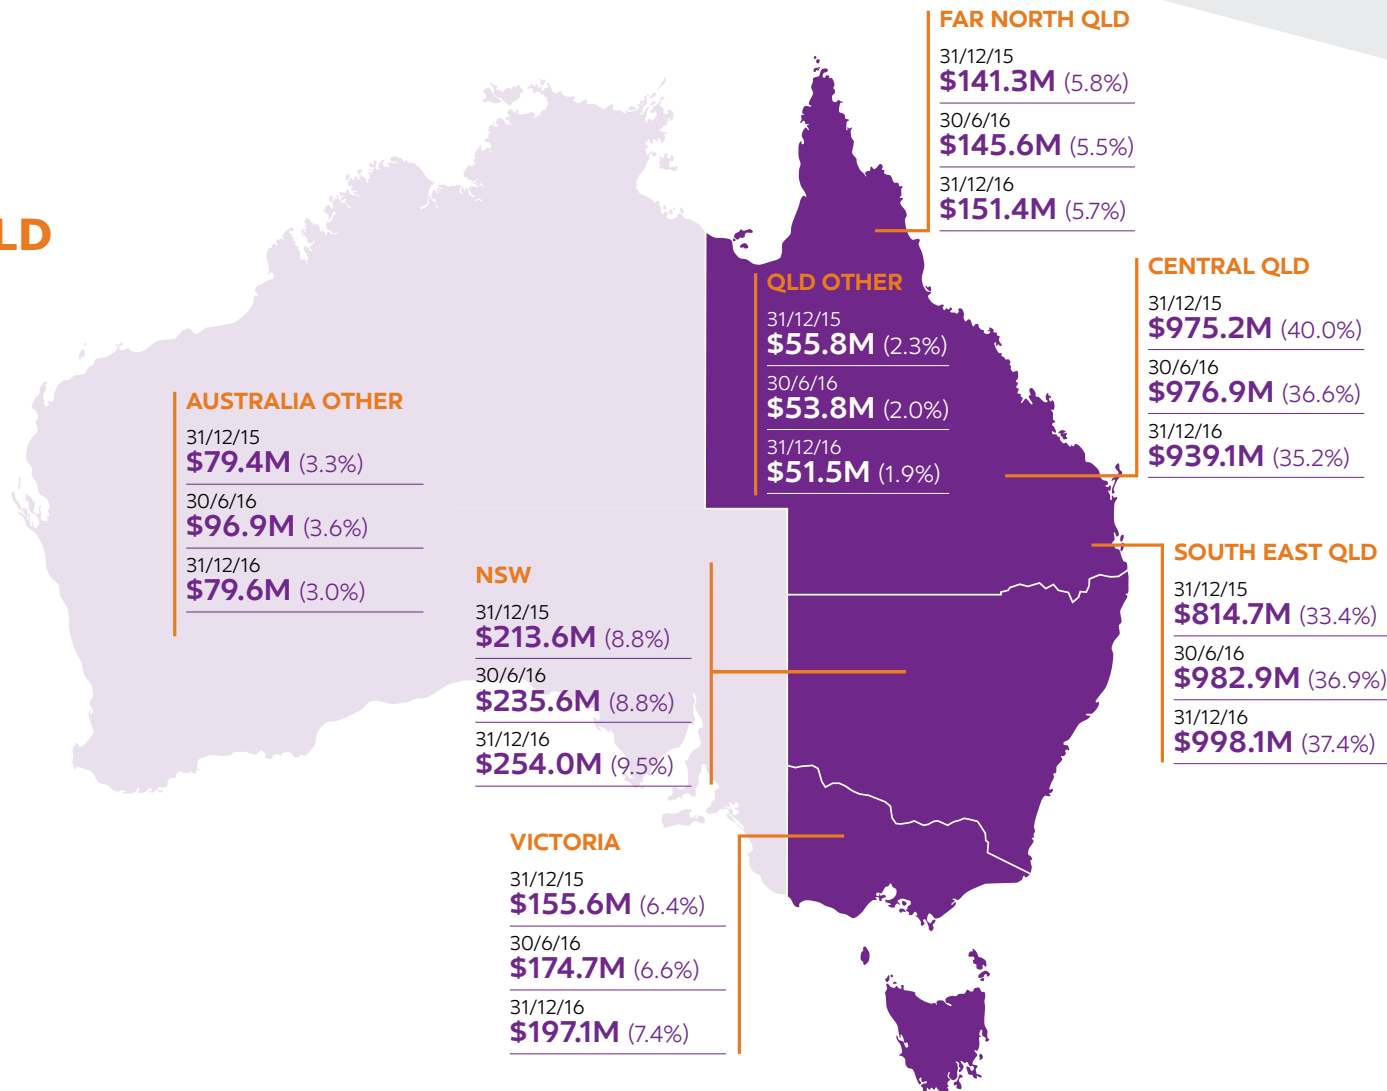 LD
FAR NORTH QLD
31/12/15
$141.3M (5.8%)
30/6/16
$145.6M (5.5%)
31/12/16
$151.4M (5.7%)
QLD OTHER
31/12/15
$55.8M (2.3%)
30/6/16
$53.8M (2.0%)
31/12/16
$51.5M (1.9%)
CENTRAL QLD
31/12/15
$975.2M (40.0%)
30/6/16
$976.9M (36.6%)
31/12/16
$939.1M (35.2%)
AUSTRALIA OTHER
31/12/15
$79.4M (3.3%)
30/6/16
$96.9M (3.6%)
31/12/16
$79.6M (3.0%)
SOUTH EAST QLD
31/12/15
$814.7M (33.4%)
30/6/16
$982.9M (36.9%)
31/12/16
$998.1M (37.4%)
NSW
31/12/15
$213.6M (8.8%)
30/6/16
$235.6M (8.8%)
31/12/16
$254.0M (9.5%)
VICTORIA
31/12/15
$155.6M (6.4%)
30/6/16
$174.7M (6.6%)
31/12/16
$197.1M (7.4%)